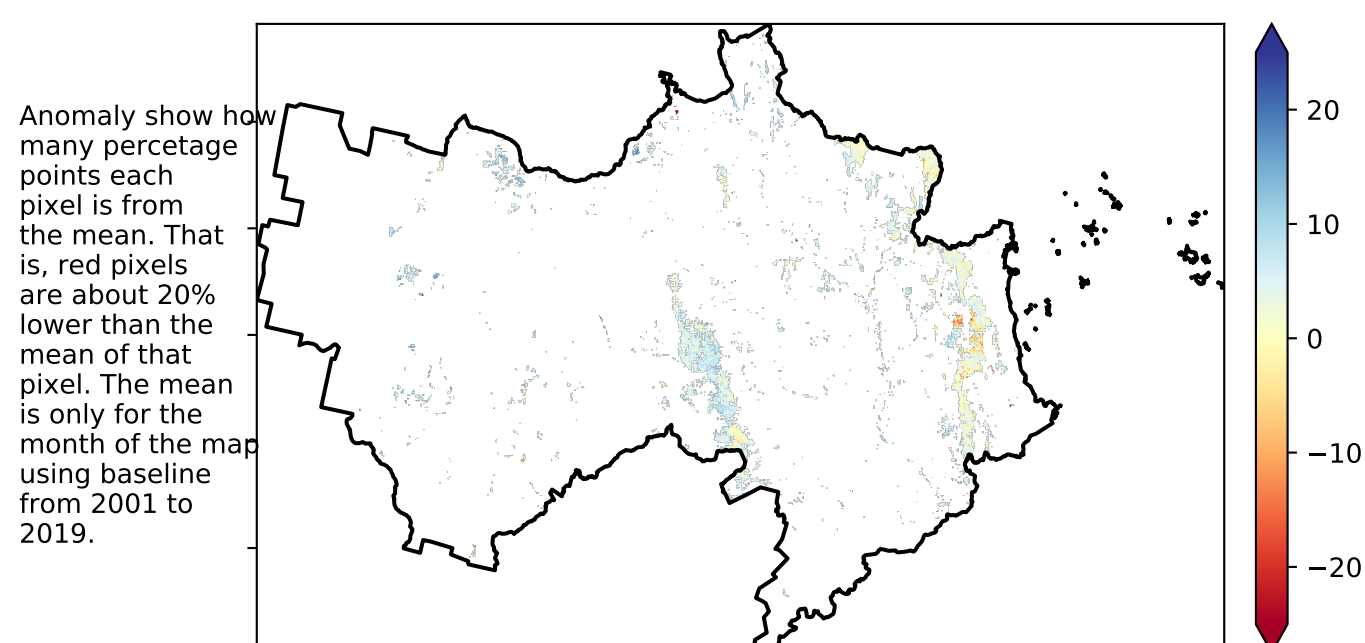 Anomaly show how
many percetage
points each
pixel is from
the mean. That
is, red pixels
are about 20%
lower than the
mean of that
pixel. The mean
is only for the
month of the map
using baseline
from 2001 to
2019.
20
10
0
−10
−20